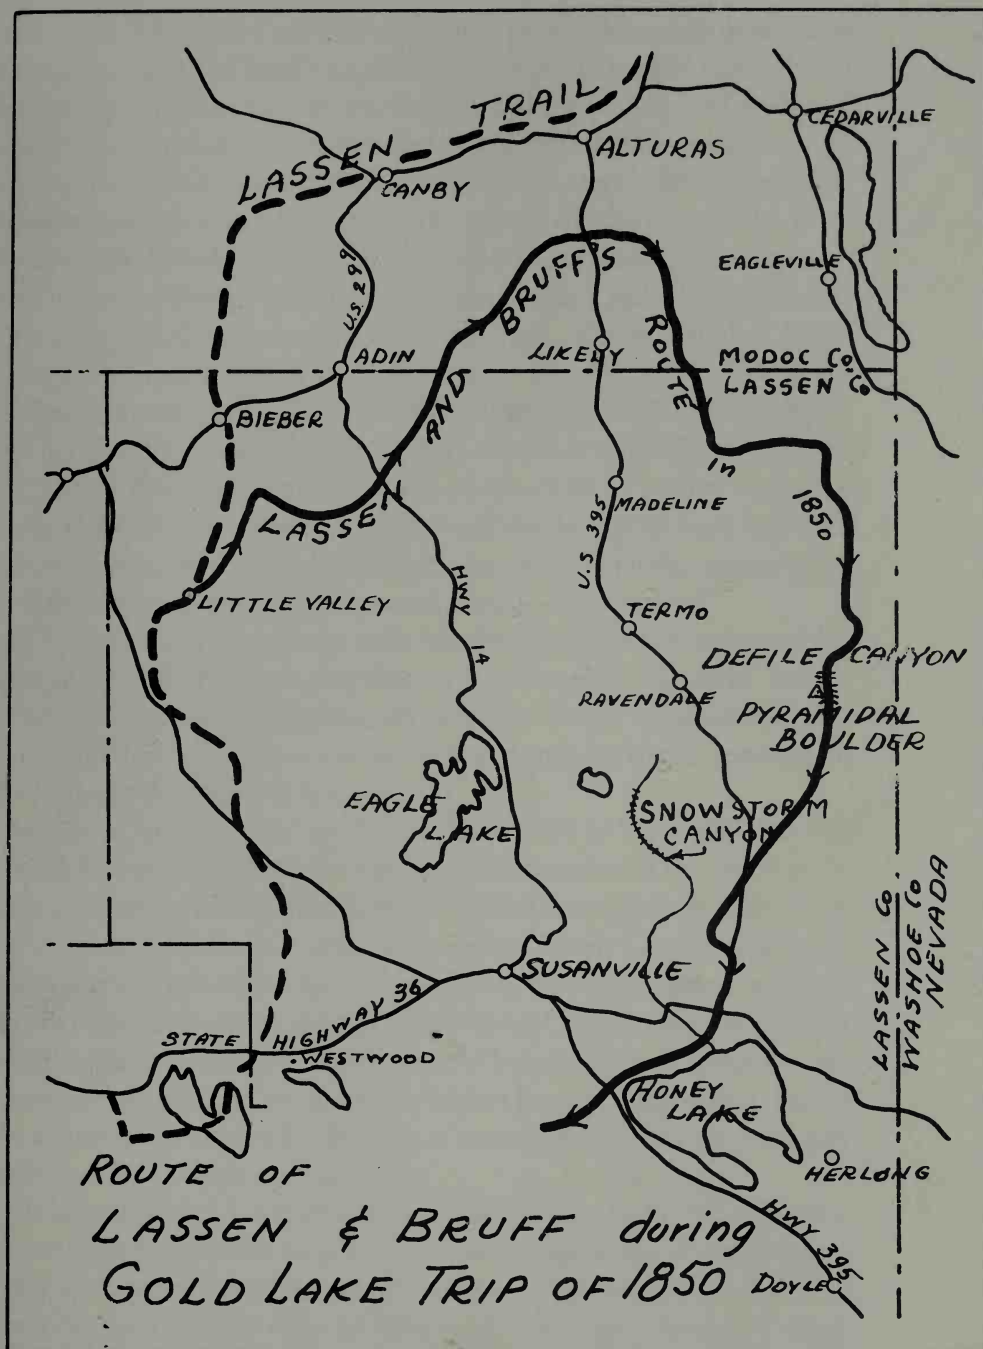 LASSEN TRAIL
CEDARVILLE
ALTURAS
CANBY
U.S. 299
EAGLEVILLE
LASSEN AND BRUFF'S ROUTE In 1850
ADIN
LIKELY
MODOC Co.
LASSEN Co
BIEBER
MADELINE
U.S 395
HWY 14
LITTLE VALLEY
TERMO
DEFILE CANYON
RAVENDALE
PYRAMIDAL
BOULDER
EAGLE
LAKE
SNOWSTORM
CANYON
LASSEN Co
WASHOE Co
NEVADA
SUSANVILLE
STATE HIGHWAY 36
WESTWOOD
HONEY
LAKE
HERLONG
HWY 395
DOYLE
ROUTE OF
LASSEN & BRUFF during
GOLD LAKE TRIP OF 1850